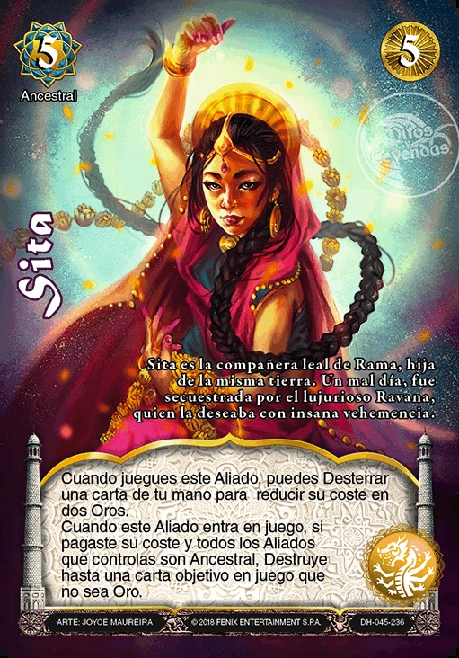 5
5
Ancestral
Mitos
Leyendas
Sita
Sita es la compañera leal de Rama, hija
de la misma tierra. Un mal día, fue
secuestrada por el lujurioso Ravana,
quien la deseaba con insana vehemencia.
Cuando juegues este Aliado, puedes Desterrar
una carta de tu mano para reducir su coste en
dos Oros.
Cuando este Aliado entra en juego, si
pagaste su coste y todos los Aliados
que controlas son Ancestral, Destruye
hasta una carta objetivo en juego que
no sea Oro.
ARTE: JOYCE MAUREIRA
©2018 FENIX ENTERTAINMENT S.P.A.
DH-045-236